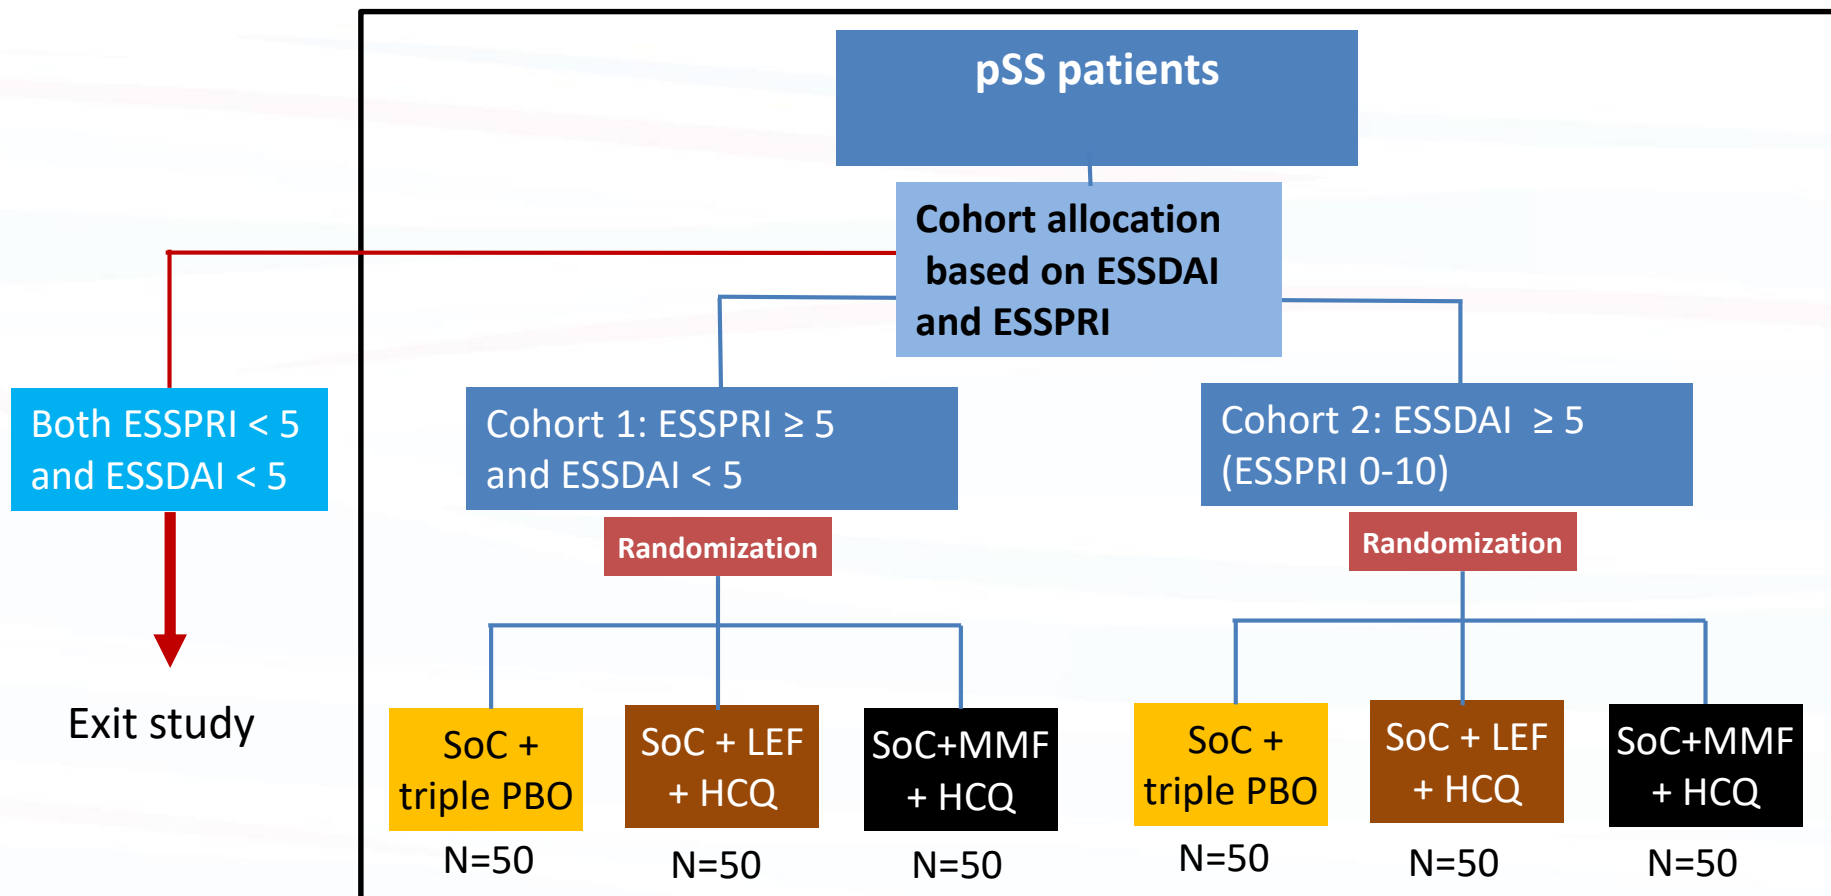 pSS patients
Cohort allocation
based on ESSDAI
and ESSPRI
Both ESSPRI < 5
and ESSDAI < 5
Exit study
Cohort 1: ESSPRI ≥ 5
and ESSDAI < 5
Randomization
SoC +
triple PBO
N=50
SoC + LEF
+ HCQ
N=50
SoC+MMF
+ HCQ
N=50
Cohort 2: ESSDAI ≥ 5
(ESSPRI 0-10)
Randomization
SoC +
triple PBO
N=50
SoC + LEF
+ HCQ
N=50
SoC+MMF
+ HCQ
N=50